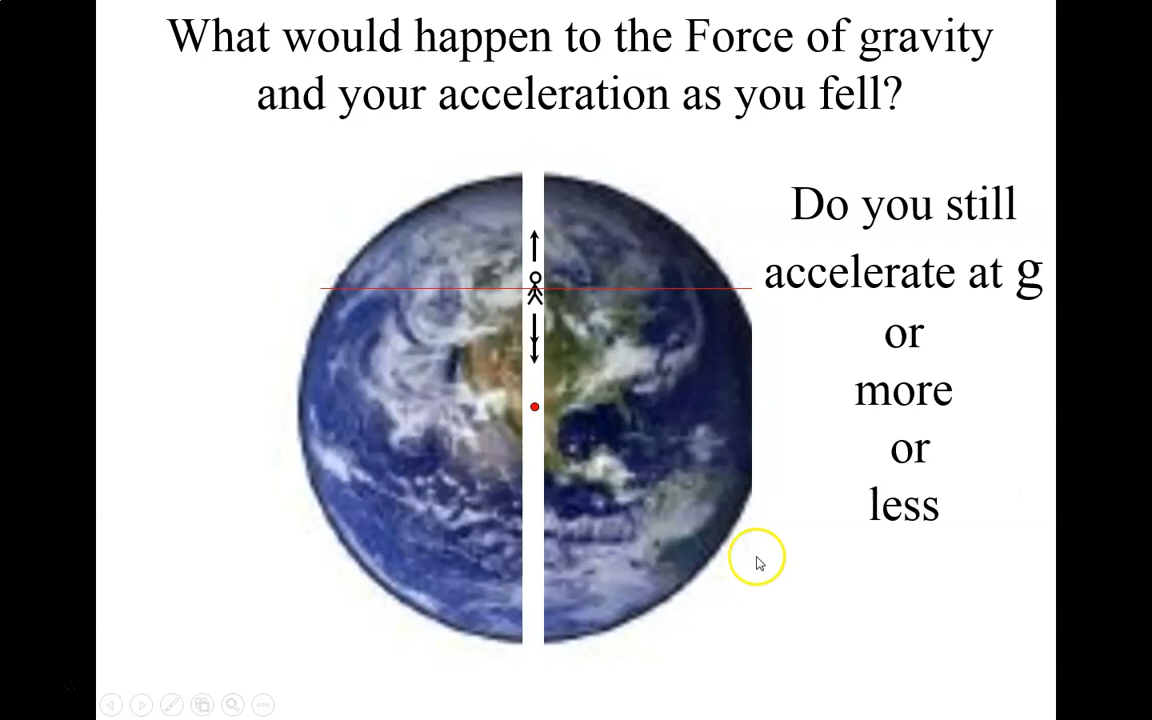 What would happen to the Force of gravity
and your acceleration as you fell?
Do you still
accelerate at g
or
more
or
less